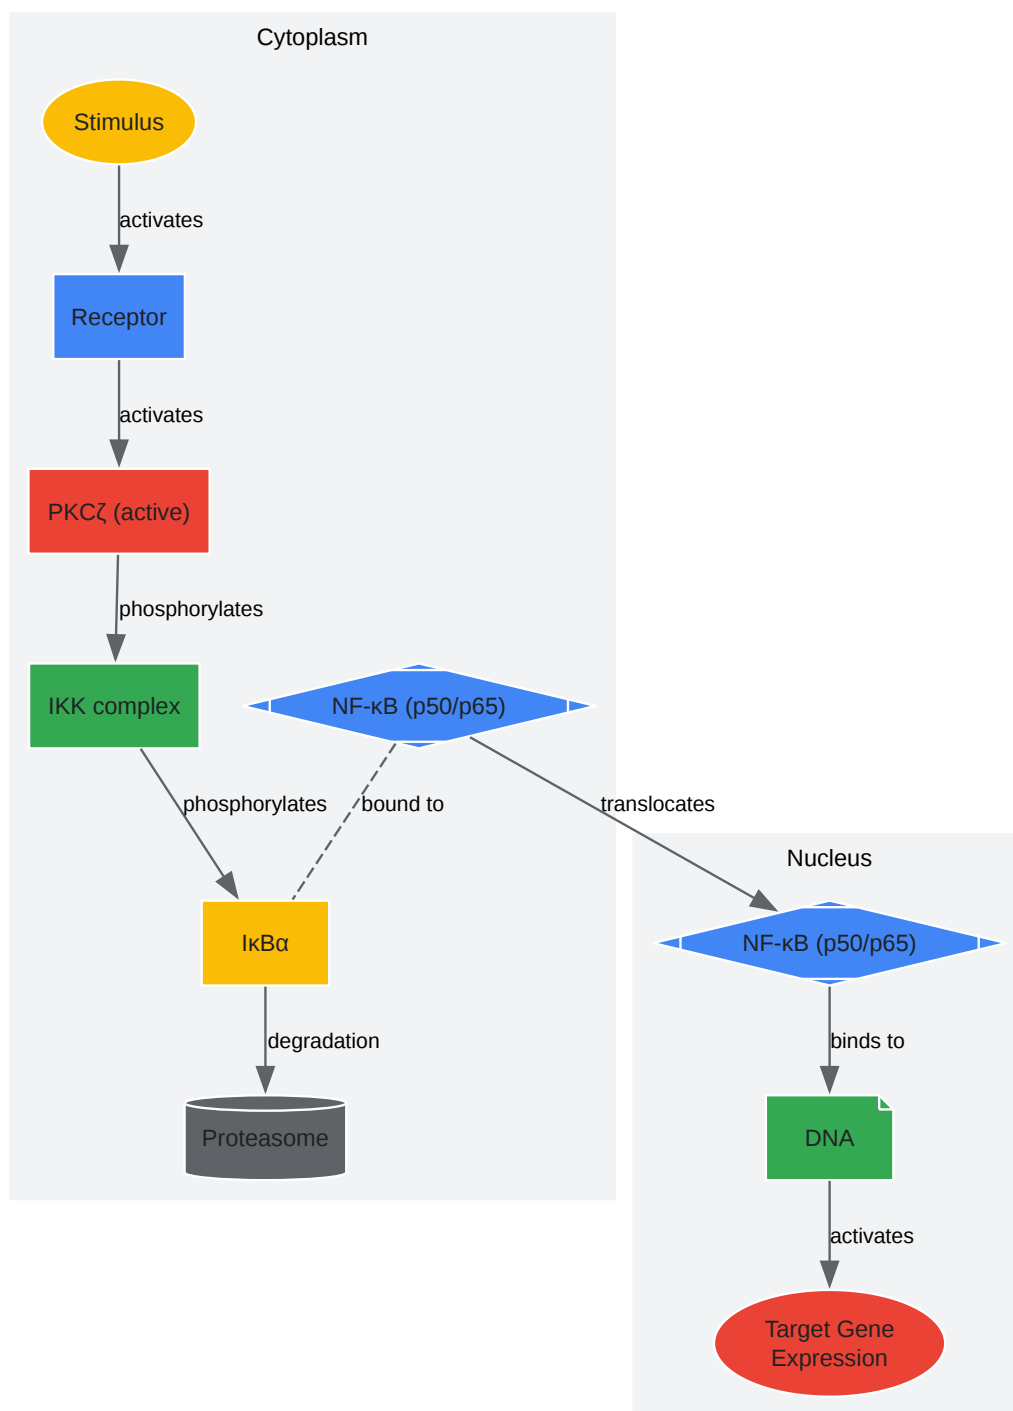 Cytoplasm
Stimulus
activates
Receptor
activates
PKCζ (active)
phosphorylates
IKK complex
NF-κB (p50/p65)
phosphorylates
bound to
translocates
IκBα
degradation
Proteasome
Nucleus
NF-κB (p50/p65)
binds to
DNA
activates
Target Gene
Expression